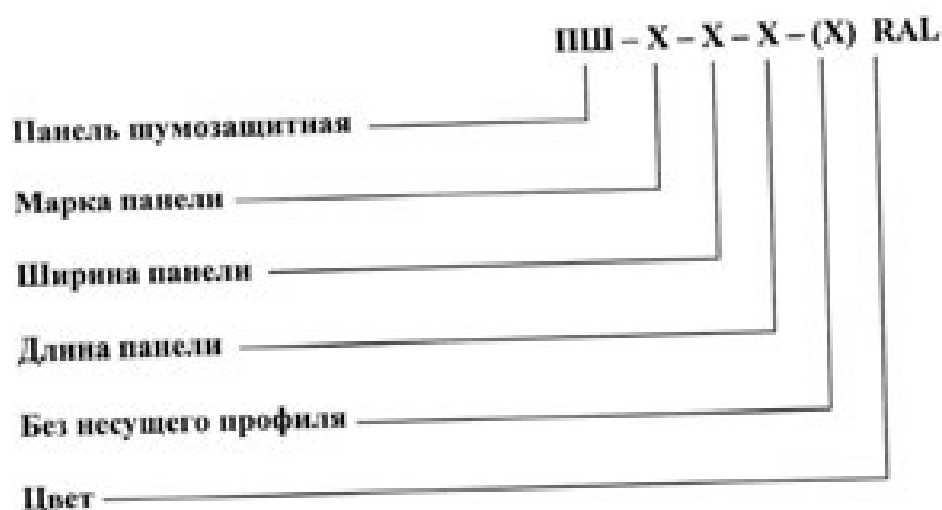 ПШ – X – X – X – (X) RAL
Панель шумозащитная
Марка панели
Ширина панели
Длина панели
Без несущего профиля
Цвет